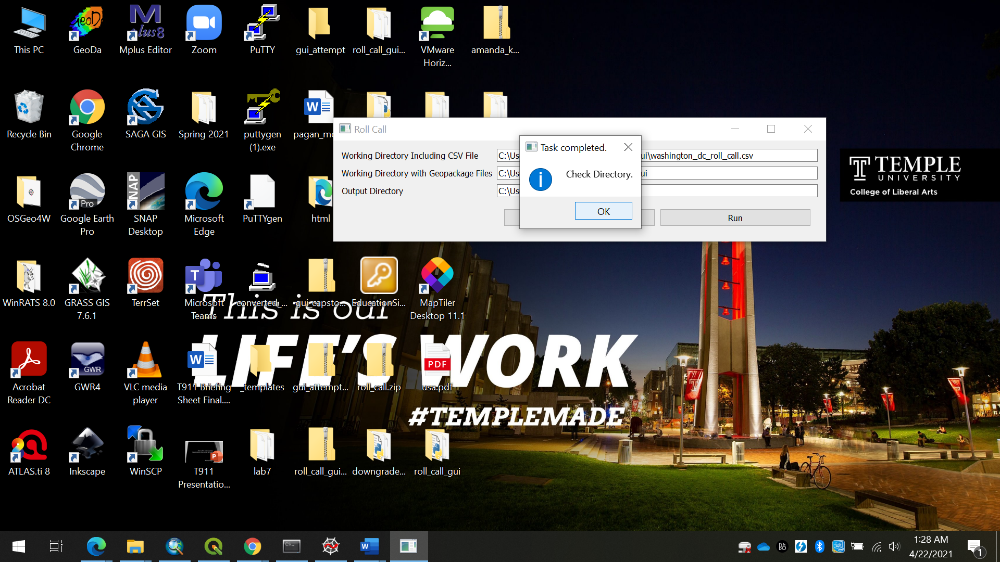 This PC
GeoDa
Mplus Editor
Zoom
PuTTY
gui_attempt
roll_call_gui...
VMware
Horiz...
amanda_k...
Recycle Bin
Google
Chrome
SAGA GIS
Spring 2021
puttygen
(1).exe
pagan_mo
Roll Call
Working Directory Including CSV File
C:\Us
ui\washington_dc_roll_call.csv
Working Directory with Geopackage Files
C:\Us
ui
Output Directory
C:\Us
Run
Task completed.
Check Directory.
OK
TEMPLE
UNIVERSITY
College of Liberal Arts
OSGeo4W
Google Earth
Pro
SNAP
Desktop
Microsoft
Edge
PuTTYgen
html
WinRATS 8.0
GRASS GIS
7.6.1
TerrSet
Microsoft
Teams
converted_...
gui_capsto...
EducationSi...
MapTiler
Desktop 11.1
This is our
LIFE'S WORK
#TEMPLEMADE
Acrobat
Reader DC
GWR4
VLC media
player
T911 Briefing
Sheet Final....
_templates
gui_attempt...
roll_call.zip
usa.pdf
ATLAS.ti 8
Inkscape
WinSCP
T911
Presentatio...
lab7
roll_call_gui...
downgrade...
roll_call_gui
1:28 AM
4/22/2021
1